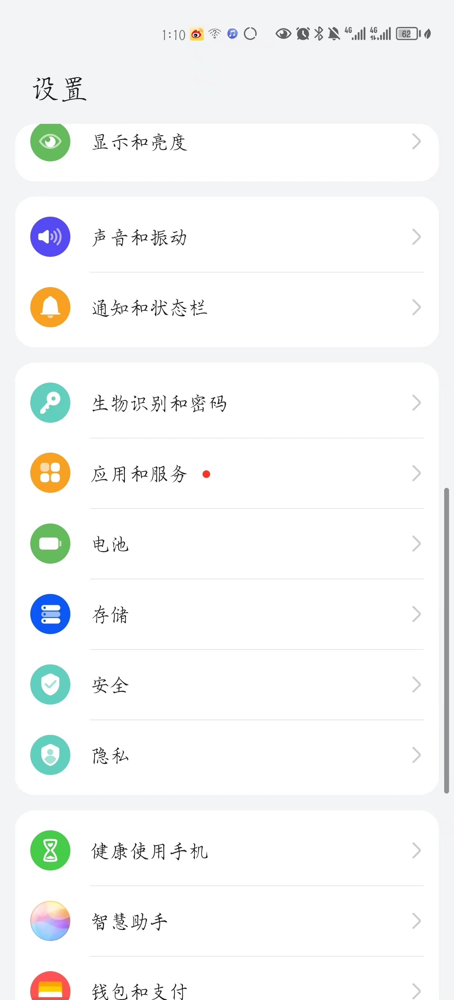 1:10 4G 4G 62
设置
显示和亮度
声音和振动
通知和状态栏
生物识别和密码
应用和服务
电池
存储
安全
隐私
健康使用手机
智慧助手
钱包和支付